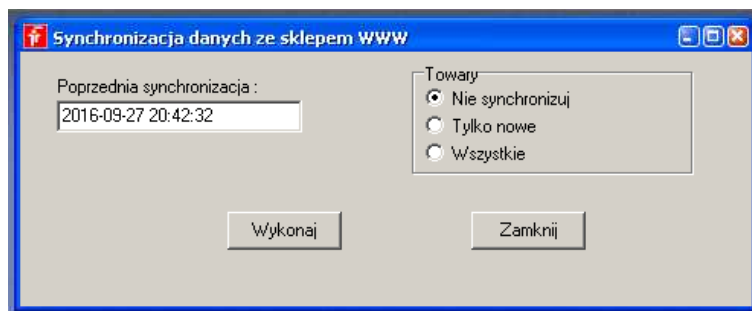 Synchronizacja danych ze sklepem WWW
Poprzednia synchronizacja :
2016-09-27 20:42:32
Towary
Nie synchronizuj
Tylko nowe
Wszystkie
Wykonaj
Zamknij